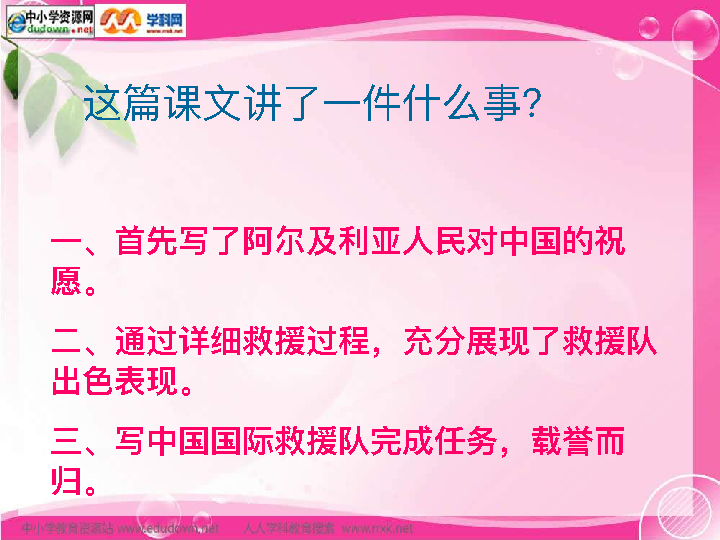 中小学资源网
edudown.net
学科网
www.nxk.net
这篇课文讲了一件什么事?
一、首先写了阿尔及利亚人民对中国的祝
愿。
二、通过详细救援过程，充分展现了救援队
出色表现。
三、写中国国际救援队完成任务，载誉而
归。
中小学教育资源站 www.edudown.net 人人学科教育搜索 www.nxk.net